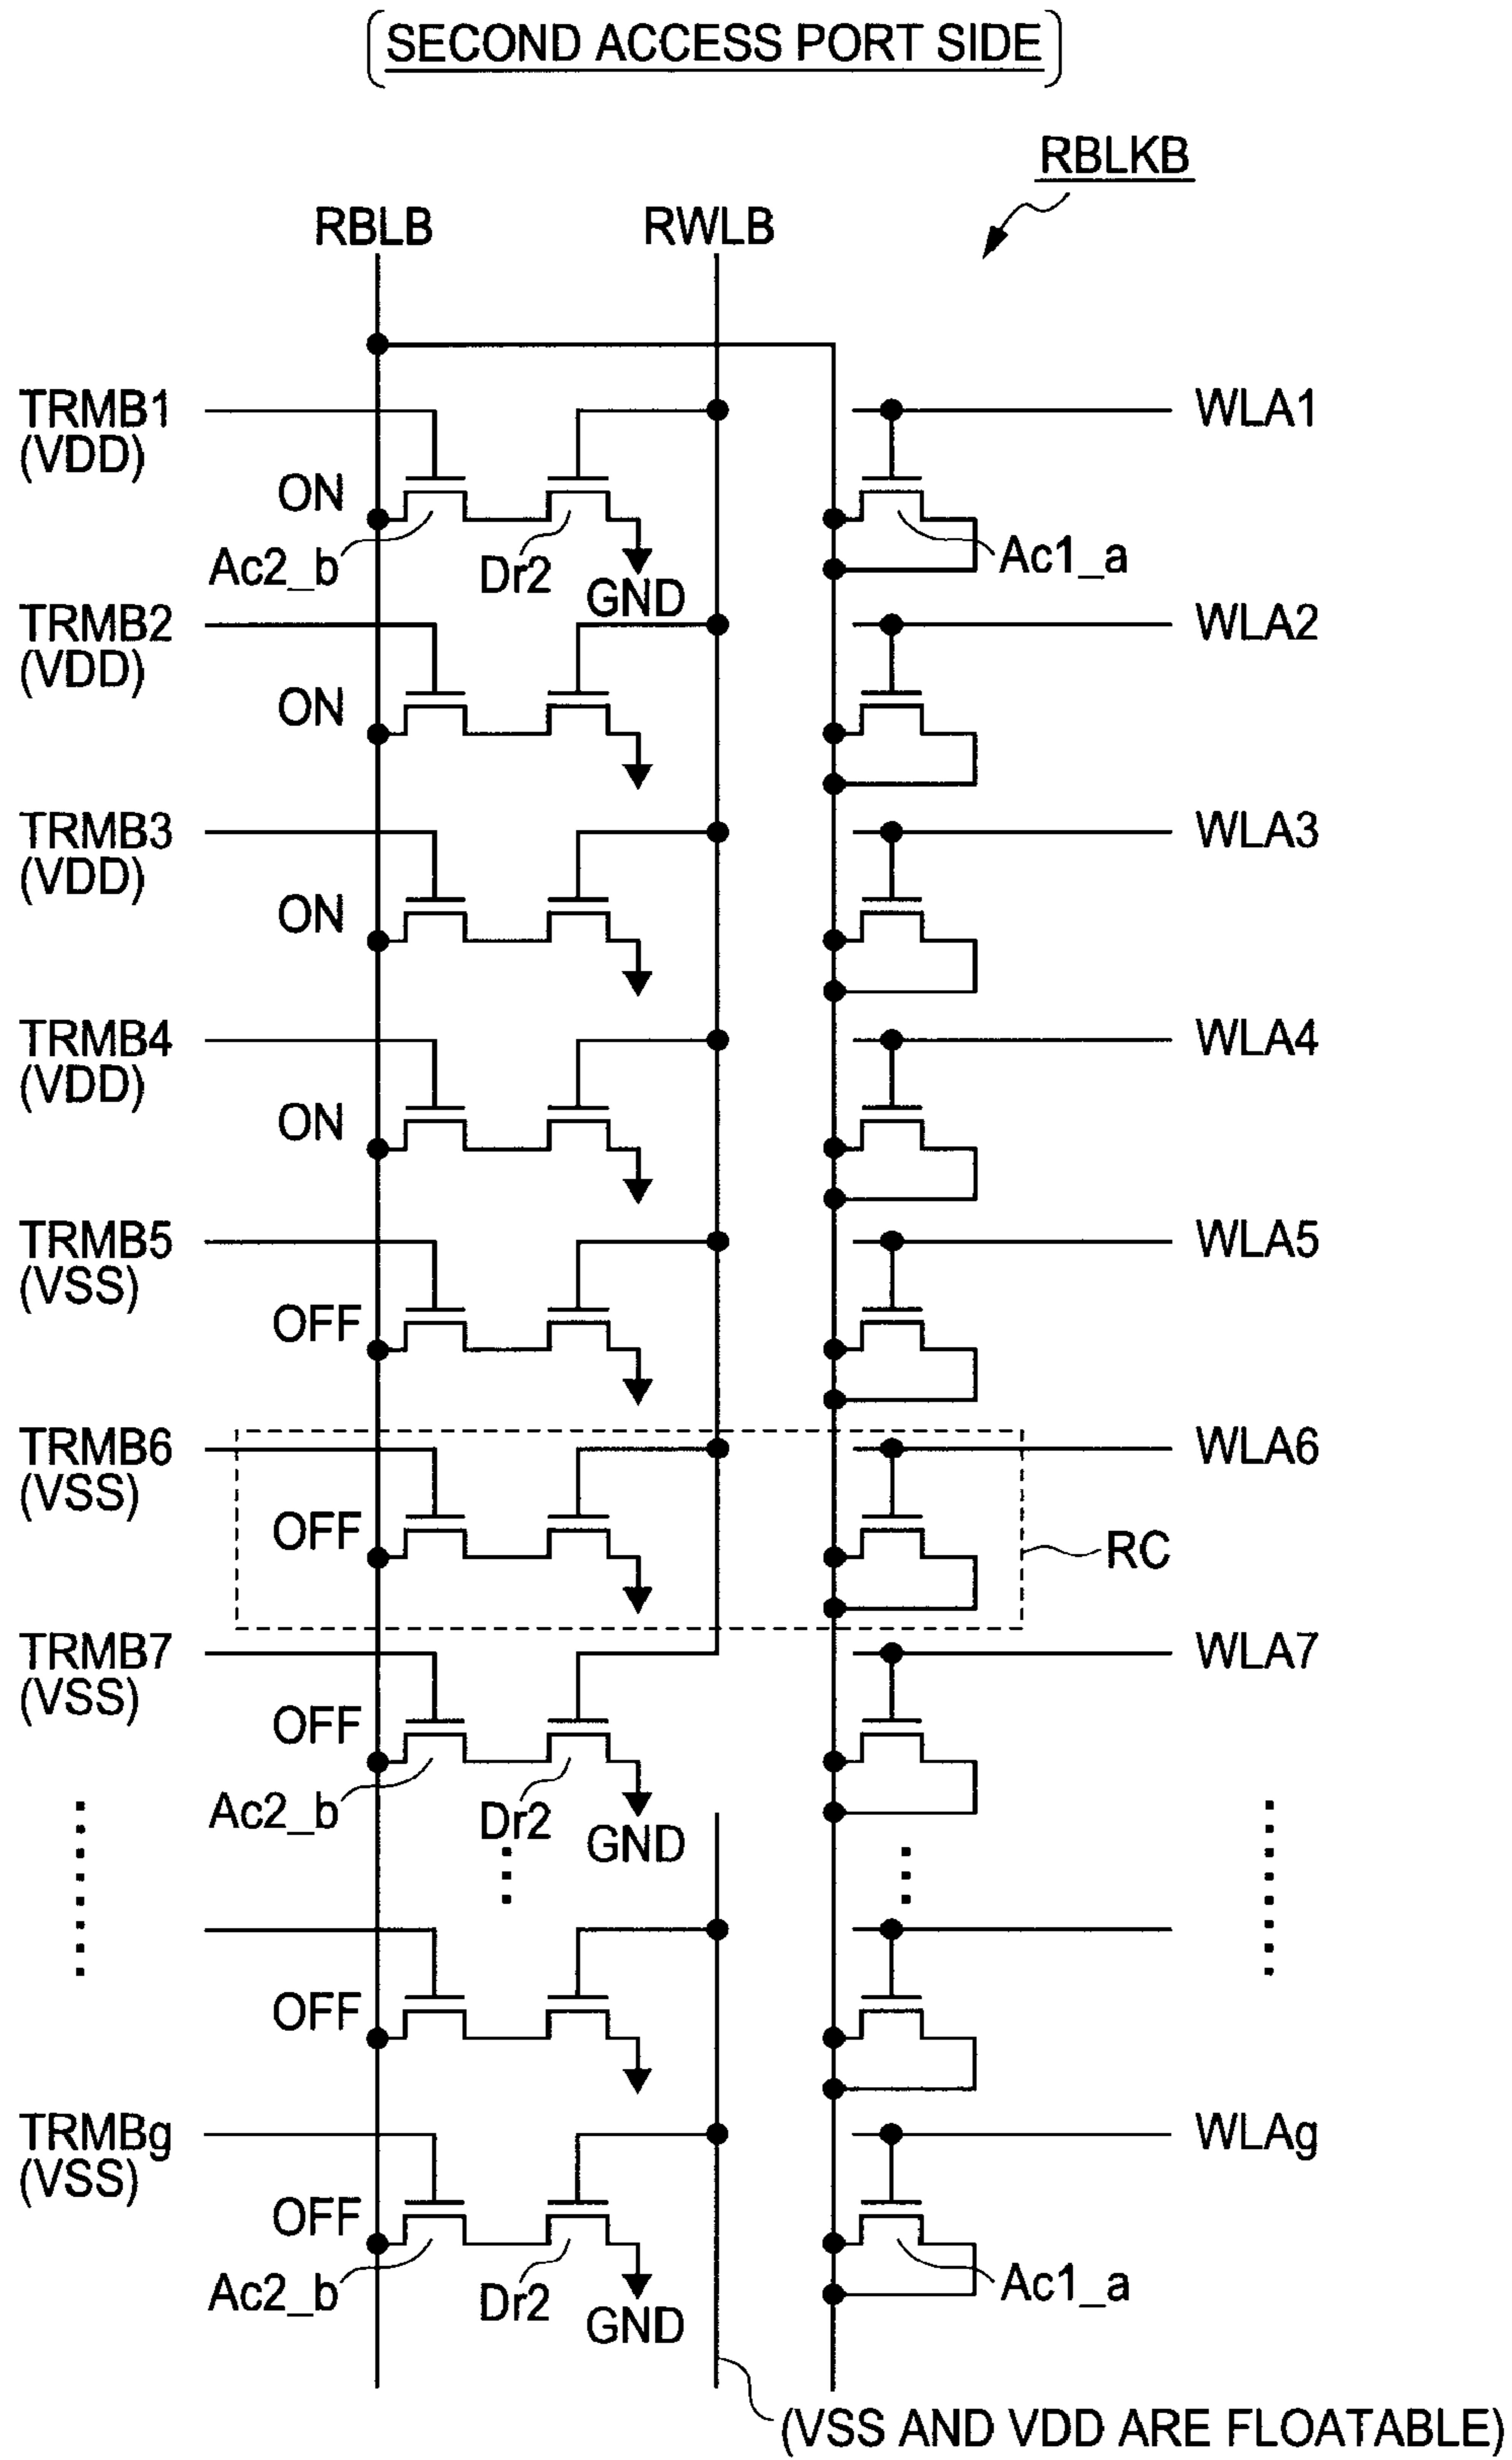 SECOND ACCESS PORT SIDE
RBLKB
RBLB RWLB
TRMB1 WLA1
(VDD)
ON
Ac2_b Dr2 Ac1_a
GND
TRMB2 WLA2
(VDD)
ON
TRMB3 WLA3
(VDD)
ON
TRMB4 WLA4
(VDD)
ON
TRMB5 WLA5
(VSS)
OFF
TRMB6 WLA6
(VSS)
OFF RC
TRMB7 WLA7
(VSS)
OFF
Ac2_b Dr2
GND
OFF
TRMBg WLAg
(VSS)
OFF
Ac2_b Dr2 Ac1_a
GND
(VSS AND VDD ARE FLOATABLE)